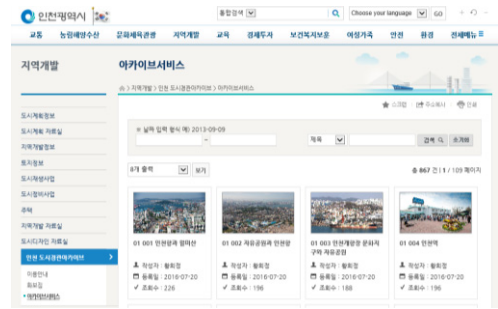 인천광역시
통합검색
Choose your language
GO
교통 농림해양수산 문화체육관광 지역개발 교육 경제투자 보건복지보훈 여성가족 안전 환경 전체메뉴
지역개발
아카이브서비스
지역개발 > 인천 도시경관아카이브 > 아카이브서비스
스크랩 주소복사 인쇄
도시계획정보
도시계획 자료실
지역개발정보
토지정보
도시재생사업
도시정비사업
주택
지역개발 자료실
도시디자인 자료실
인천 도시경관아카이브
이용안내
화보집
아카이브서비스
※ 날짜 입력 형식 예) 2013-09-09
~ 제목 검색 초기화
8개 출력 보기
총 867 건 | 1 / 109 페이지
01 001 인천항과 월미산
작성자 : 황희정
등록일 : 2016-07-20
조회수 : 226
01 002 자유공원과 인천항
작성자 : 황희정
등록일 : 2016-07-20
조회수 : 196
01 003 인천개항장 문화지구와 자유공원
작성자 : 황희정
등록일 : 2016-07-20
조회수 : 188
01 004 인천역
작성자 : 황희정
등록일 : 2016-07-20
조회수 : 196